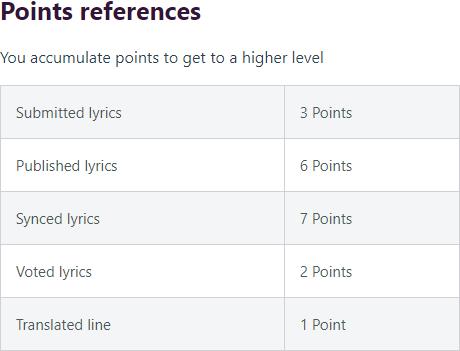 Points references
You accumulate points to get to a higher level
Submitted lyrics 3 Points
Published lyrics 6 Points
Synced lyrics 7 Points
Voted lyrics 2 Points
Translated line 1 Point